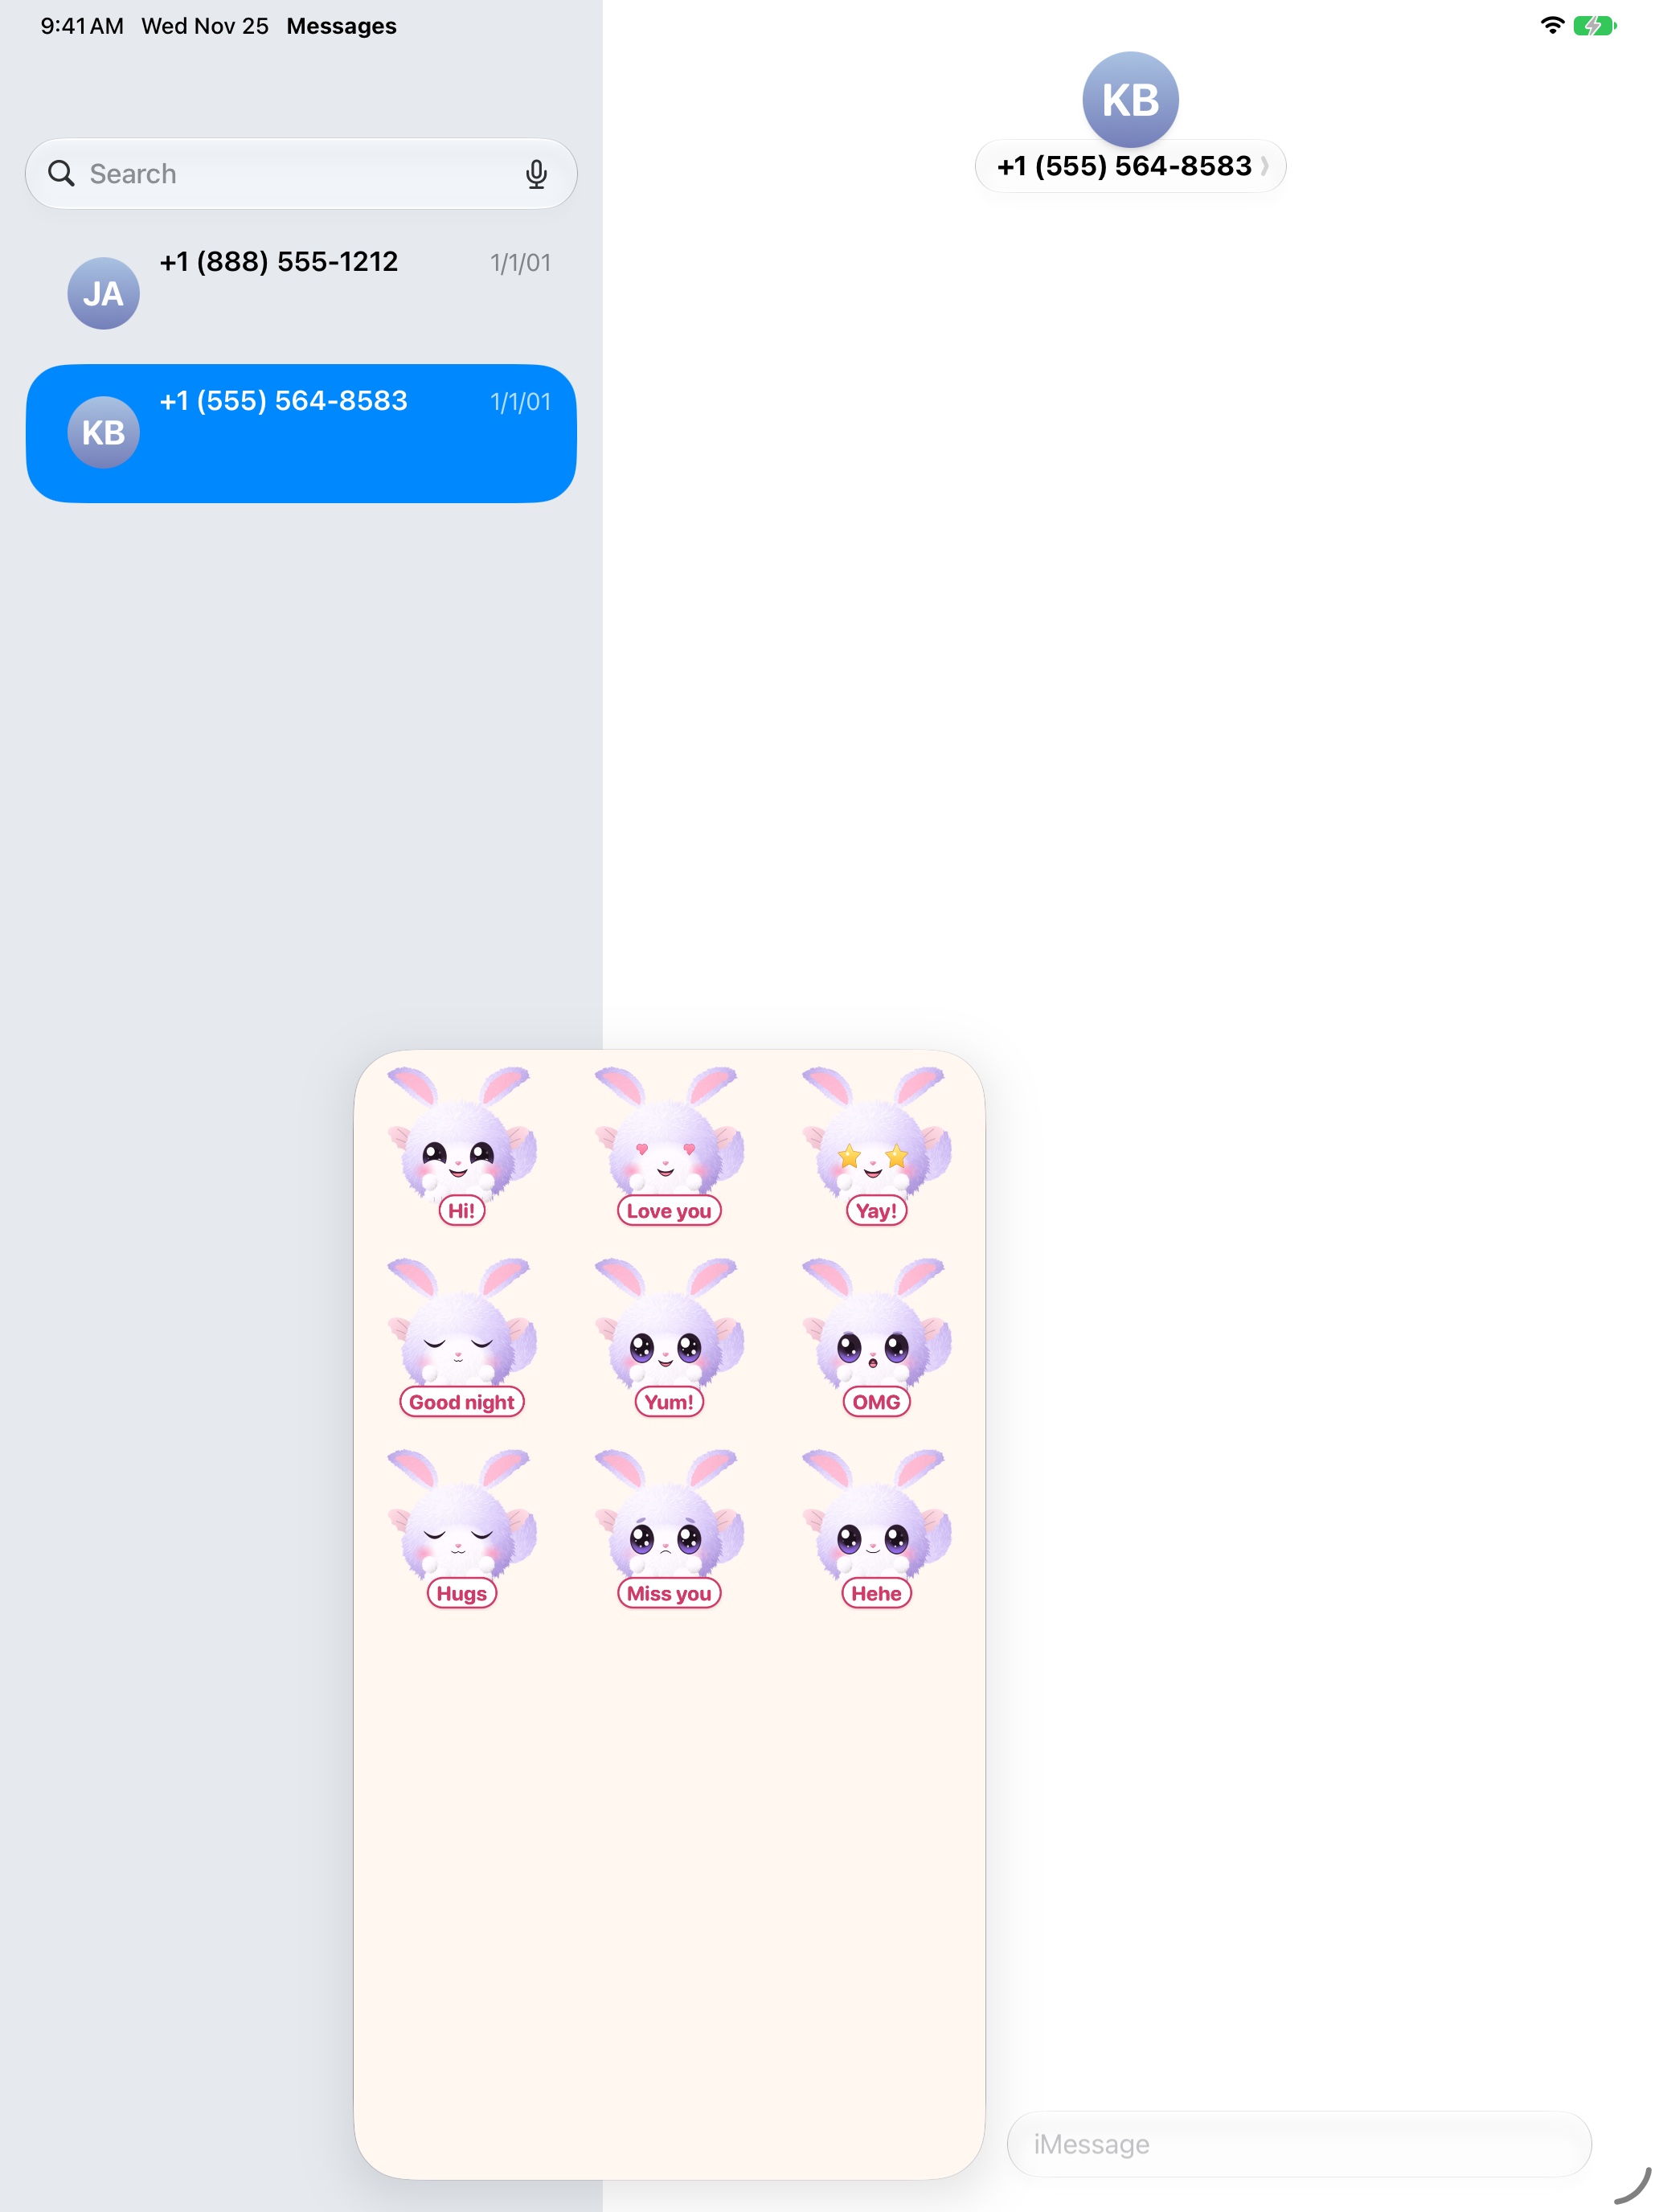 9:41 AM Wed Nov 25 Messages
Search
JA
+1 (888) 555-1212 1/1/01
KB
+1 (555) 564-8583 1/1/01
KB
+1 (555) 564-8583
Hi! Love you Yay!
Good night Yum! OMG
Hugs Miss you Hehe
iMessage